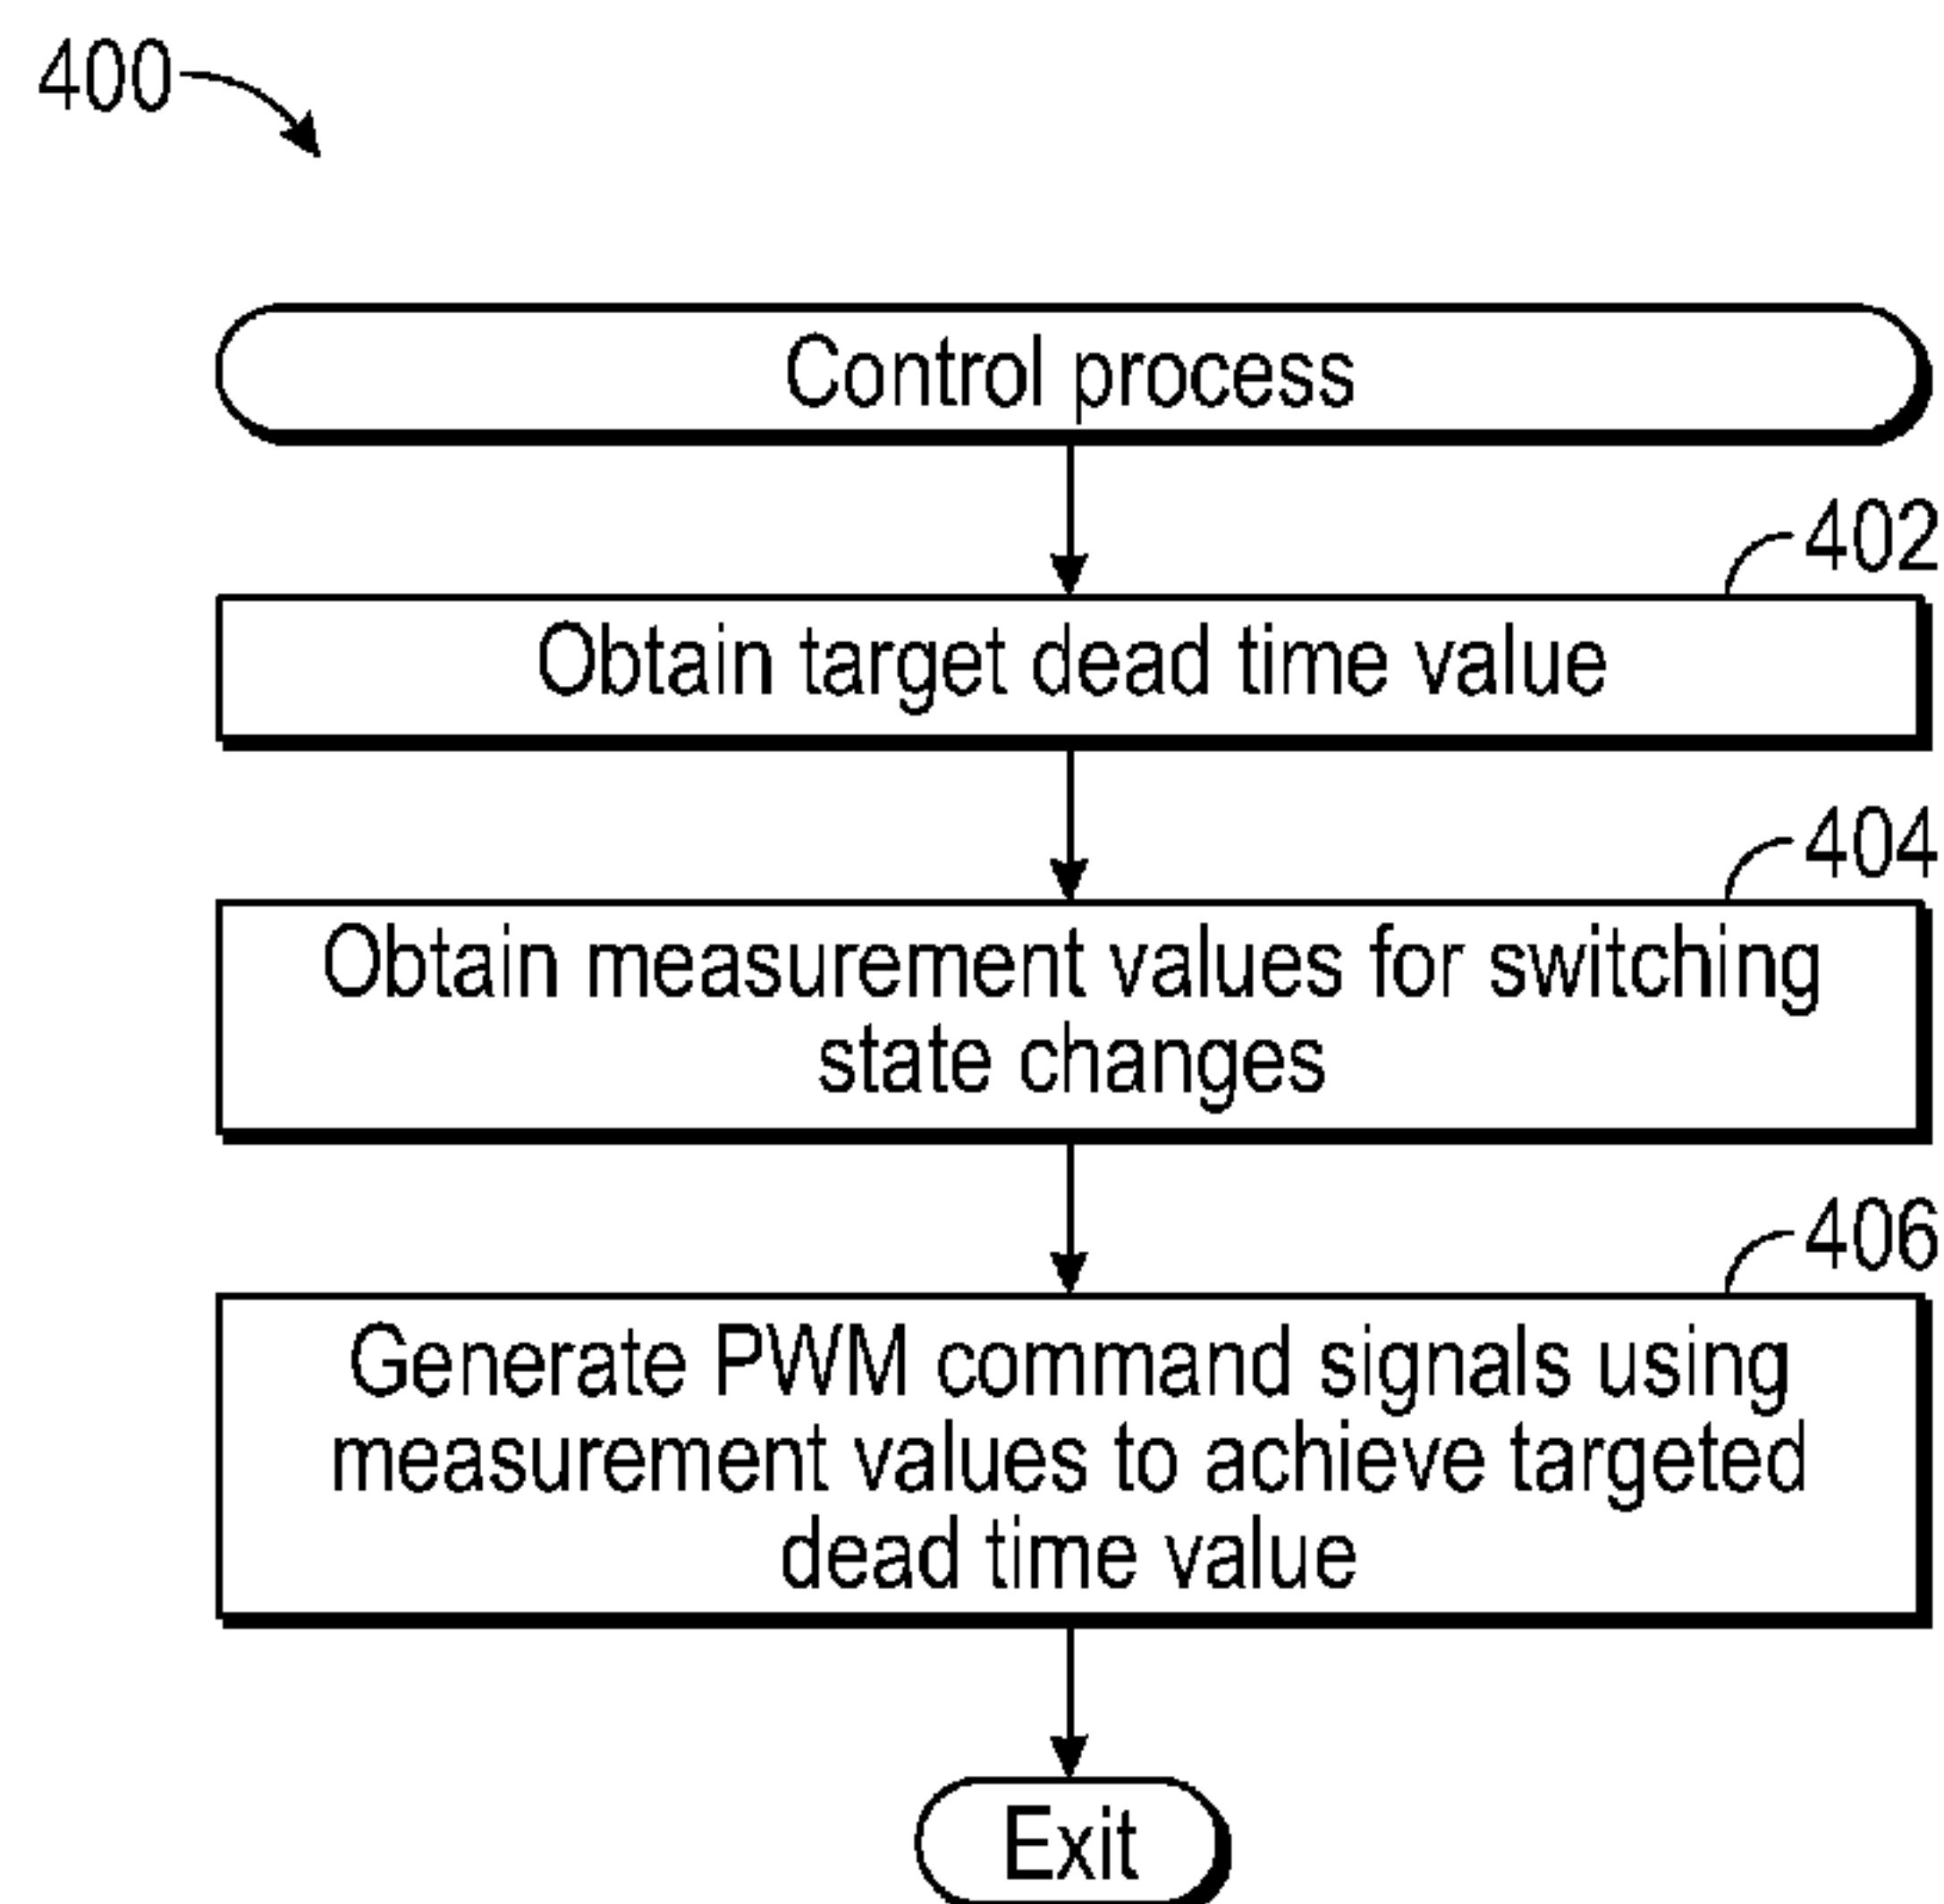 400
Control process
402
Obtain target dead time value
404
Obtain measurement values for switching
state changes
406
Generate PWM command signals using
measurement values to achieve targeted
dead time value
Exit